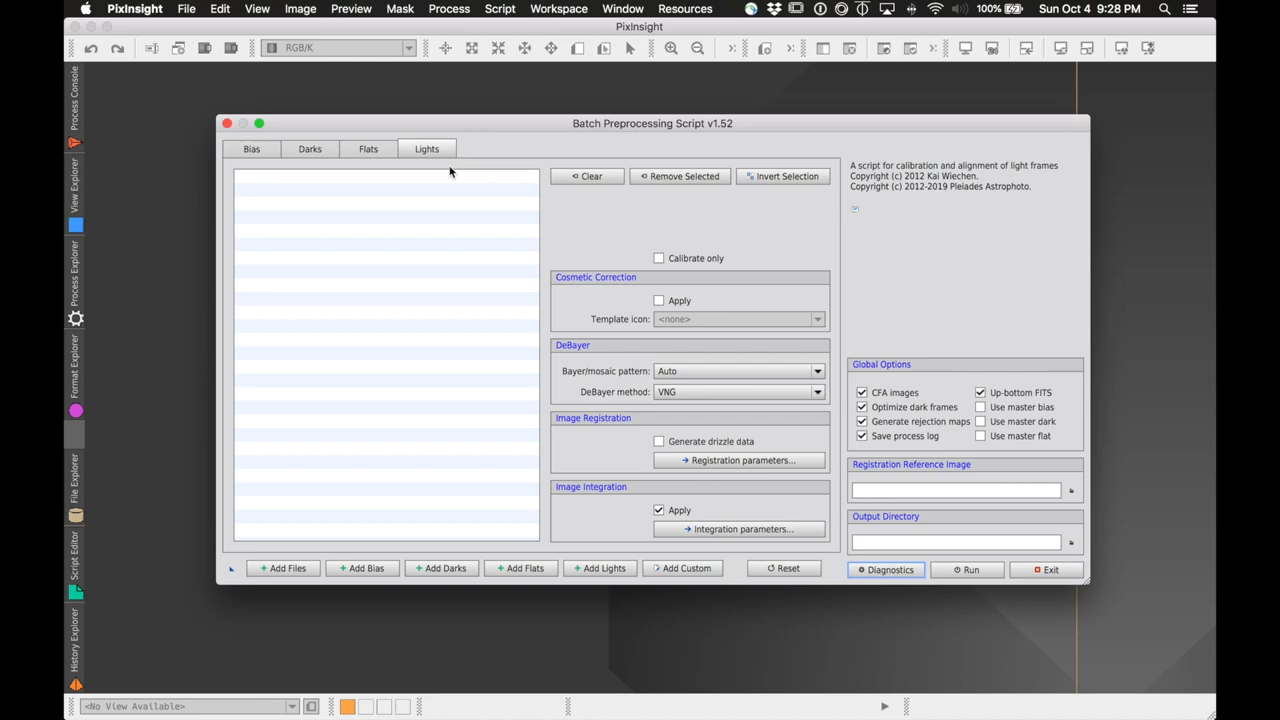 PixInsight File Edit View Image Preview Mask Process Script Workspace Window Resources 100% Sun Oct 4 9:28 PM
PixInsight
RGB/K
Process Console
View Explorer
Process Explorer
Format Explorer
File Explorer
Script Editor
History Explorer
Batch Preprocessing Script v1.52
Bias Darks Flats Lights
Clear Remove Selected Invert Selection
Calibrate only
Cosmetic Correction
Apply
Template icon: <none>
DeBayer
Bayer/mosaic pattern: Auto
DeBayer method: VNG
Image Registration
Generate drizzle data
Registration parameters...
Image Integration
Apply
Integration parameters...
A script for calibration and alignment of light frames
Copyright (c) 2012 Kai Wiechen.
Copyright (c) 2012-2019 Pleiades Astrophoto.
Global Options
CFA images Up-bottom FITS
Optimize dark frames Use master bias
Generate rejection maps Use master dark
Save process log Use master flat
Registration Reference Image
Output Directory
Add Files Add Bias Add Darks Add Flats Add Lights Add Custom Reset Diagnostics Run Exit
<No View Available>